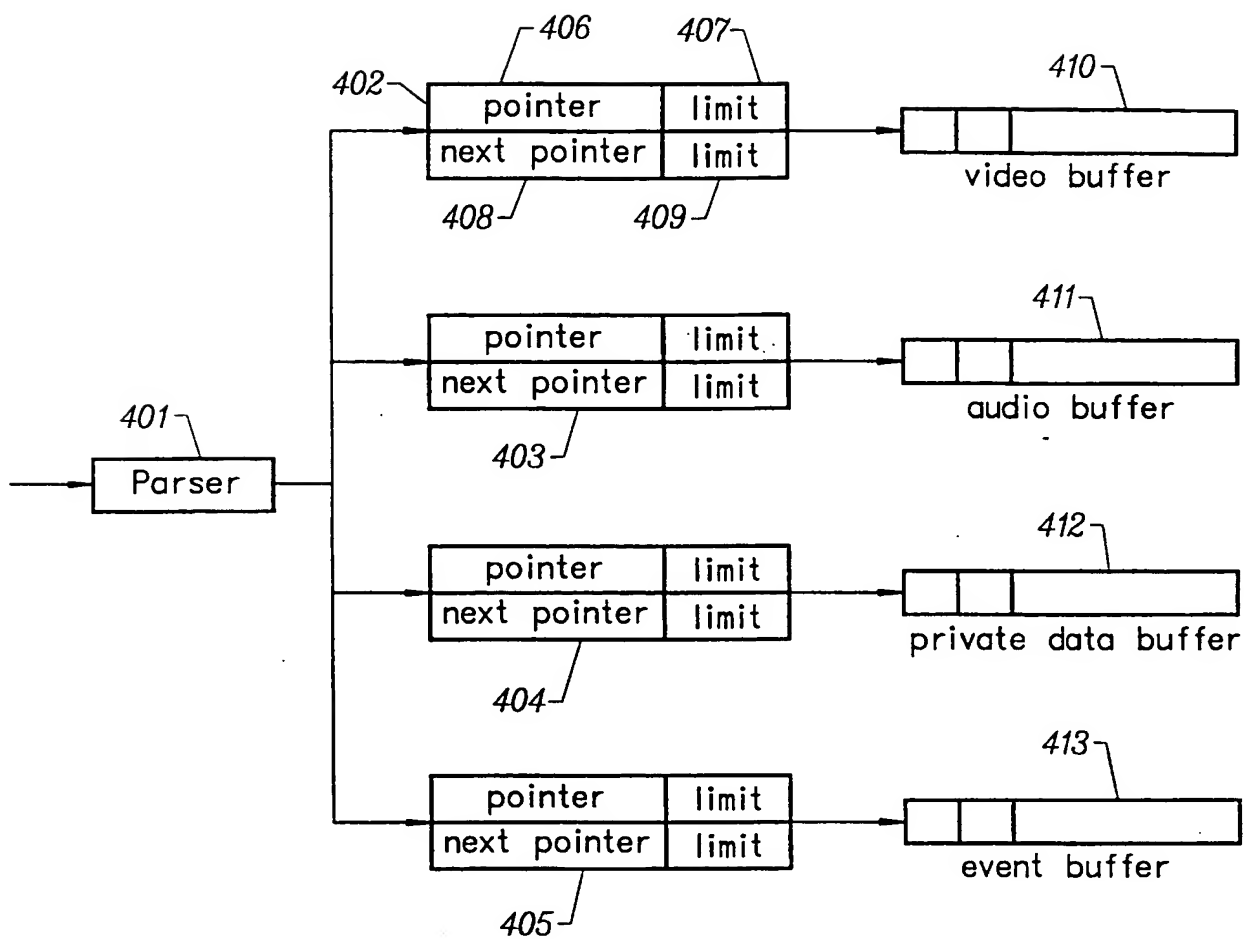 406
407
402
pointer limit
next pointer limit
408
409
410
video buffer
pointer limit
next pointer limit
403
411
audio buffer
401
Parser
pointer limit
next pointer limit
404
412
private data buffer
pointer limit
next pointer limit
405
413
event buffer